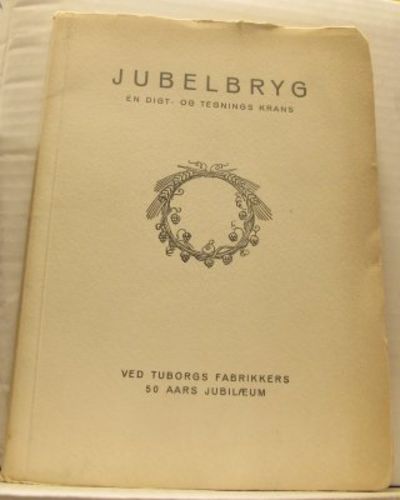 JUBELBRYG
EN DIGT- OG TEGNINGS KRANS
VED TUBORGS FABRIKKERS
50 AARS JUBILÆUM